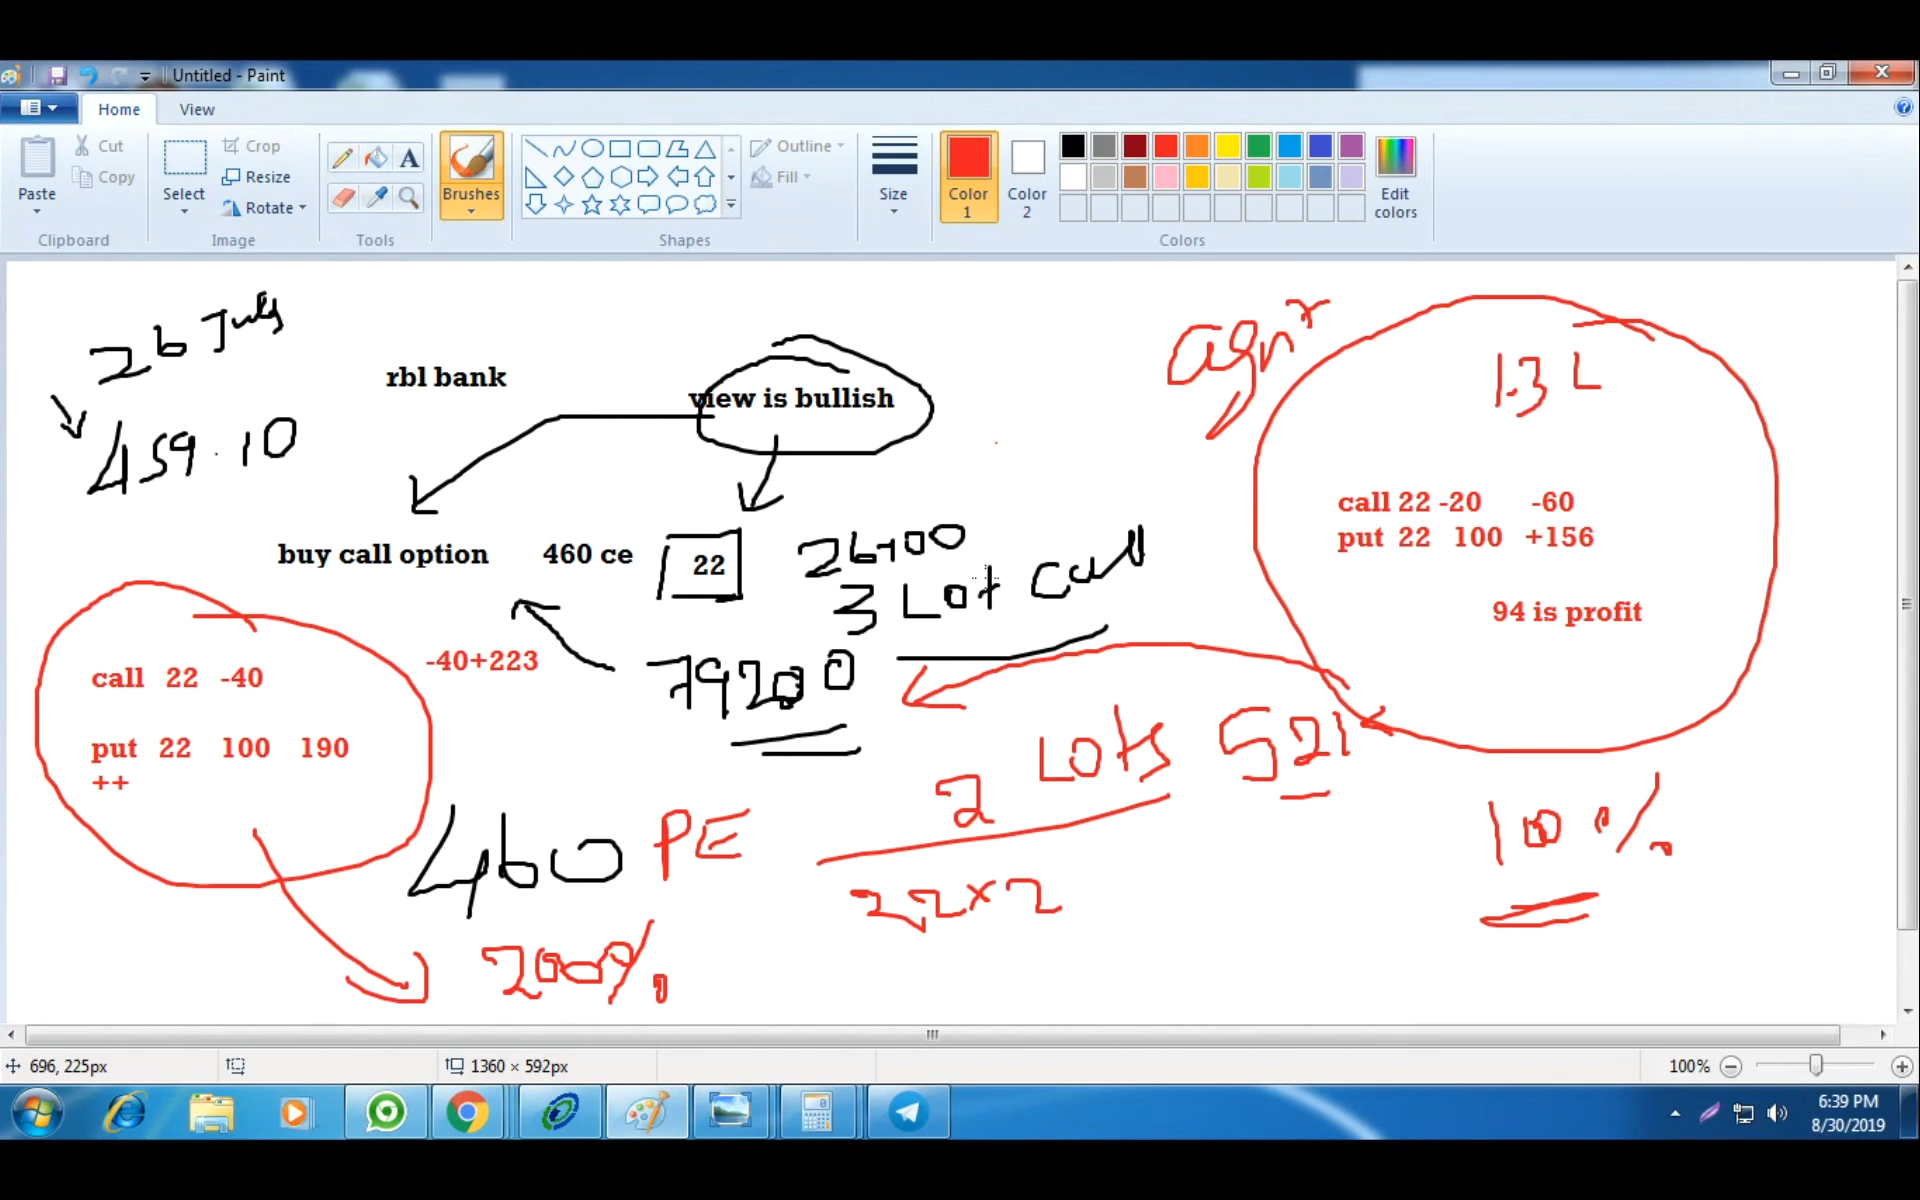 Untitled - Paint
Home View
Cut
Copy
Paste
Clipboard
Select
Crop
Resize
Rotate
Image
Tools
Brushes
Shapes
Outline
Fill
Size
Color 1
Color 2
Edit colors
Colors
26 July
459.10
rbl bank
view is bullish
buy call option 460 ce 22
26400
3 Lot Call
79200
1.3 L
call 22 -20 -60
put 22 100 +156
94 is profit
call 22 -40
put 22 100 190
++
-40+223
2 Lots 521
460 PE
22x2
100%
200%
696, 225px
1360 × 592px
100%
6:39 PM
8/30/2019